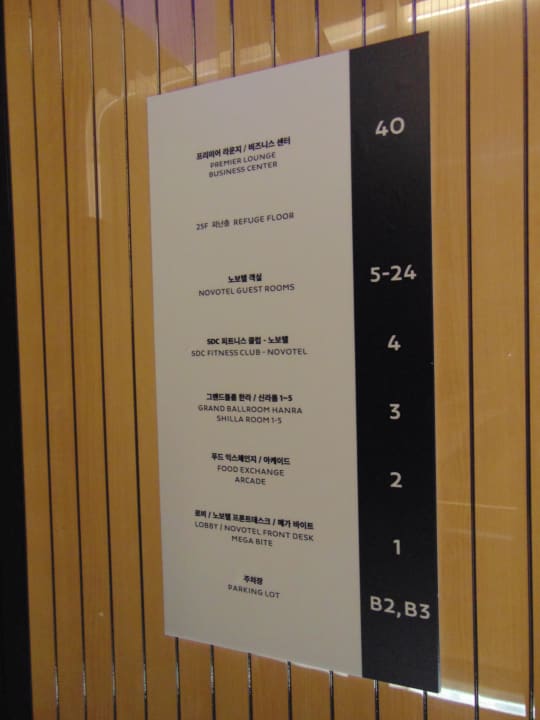 프리미어 라운지 / 비즈니스 센터
PREMIER LOUNGE
BUSINESS CENTER
40
25F 피난층 REFUGE FLOOR
노보텔 객실
NOVOTEL GUEST ROOMS
5-24
SDC 피트니스 클럽 - 노보텔
SDC FITNESS CLUB - NOVOTEL
4
그랜드볼룸 한라 / 신라룸 1~5
GRAND BALLROOM HANRA
SHILLA ROOM 1-5
3
푸드 익스체인지 / 아케이드
FOOD EXCHANGE
ARCADE
2
로비 / 노보텔 프론트데스크 / 메가 바이트
LOBBY / NOVOTEL FRONT DESK
MEGA BITE
1
주차장
PARKING LOT
B2, B3